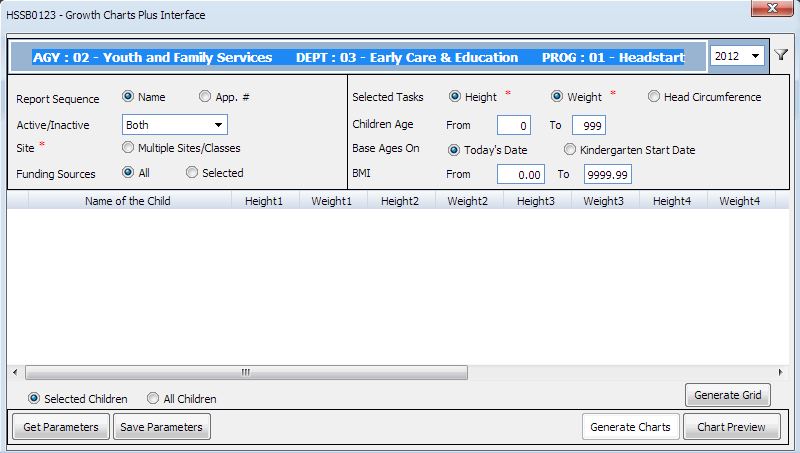 HSSB0123 - Growth Charts Plus Interface
AGY : 02 - Youth and Family Services DEPT : 03 - Early Care & Education PROG : 01 - Headstart 2012
Report Sequence Name App. #
Active/Inactive Both
Site * Multiple Sites/Classes
Funding Sources All Selected
Selected Tasks Height * Weight * Head Circumference
Children Age From 0 To 999
Base Ages On Today's Date Kindergarten Start Date
BMI From 0.00 To 9999.99
Name of the Child Height1 Weight1 Height2 Weight2 Height3 Weight3 Height4 Weight4
Selected Children All Children
Generate Grid
Get Parameters Save Parameters Generate Charts Chart Preview